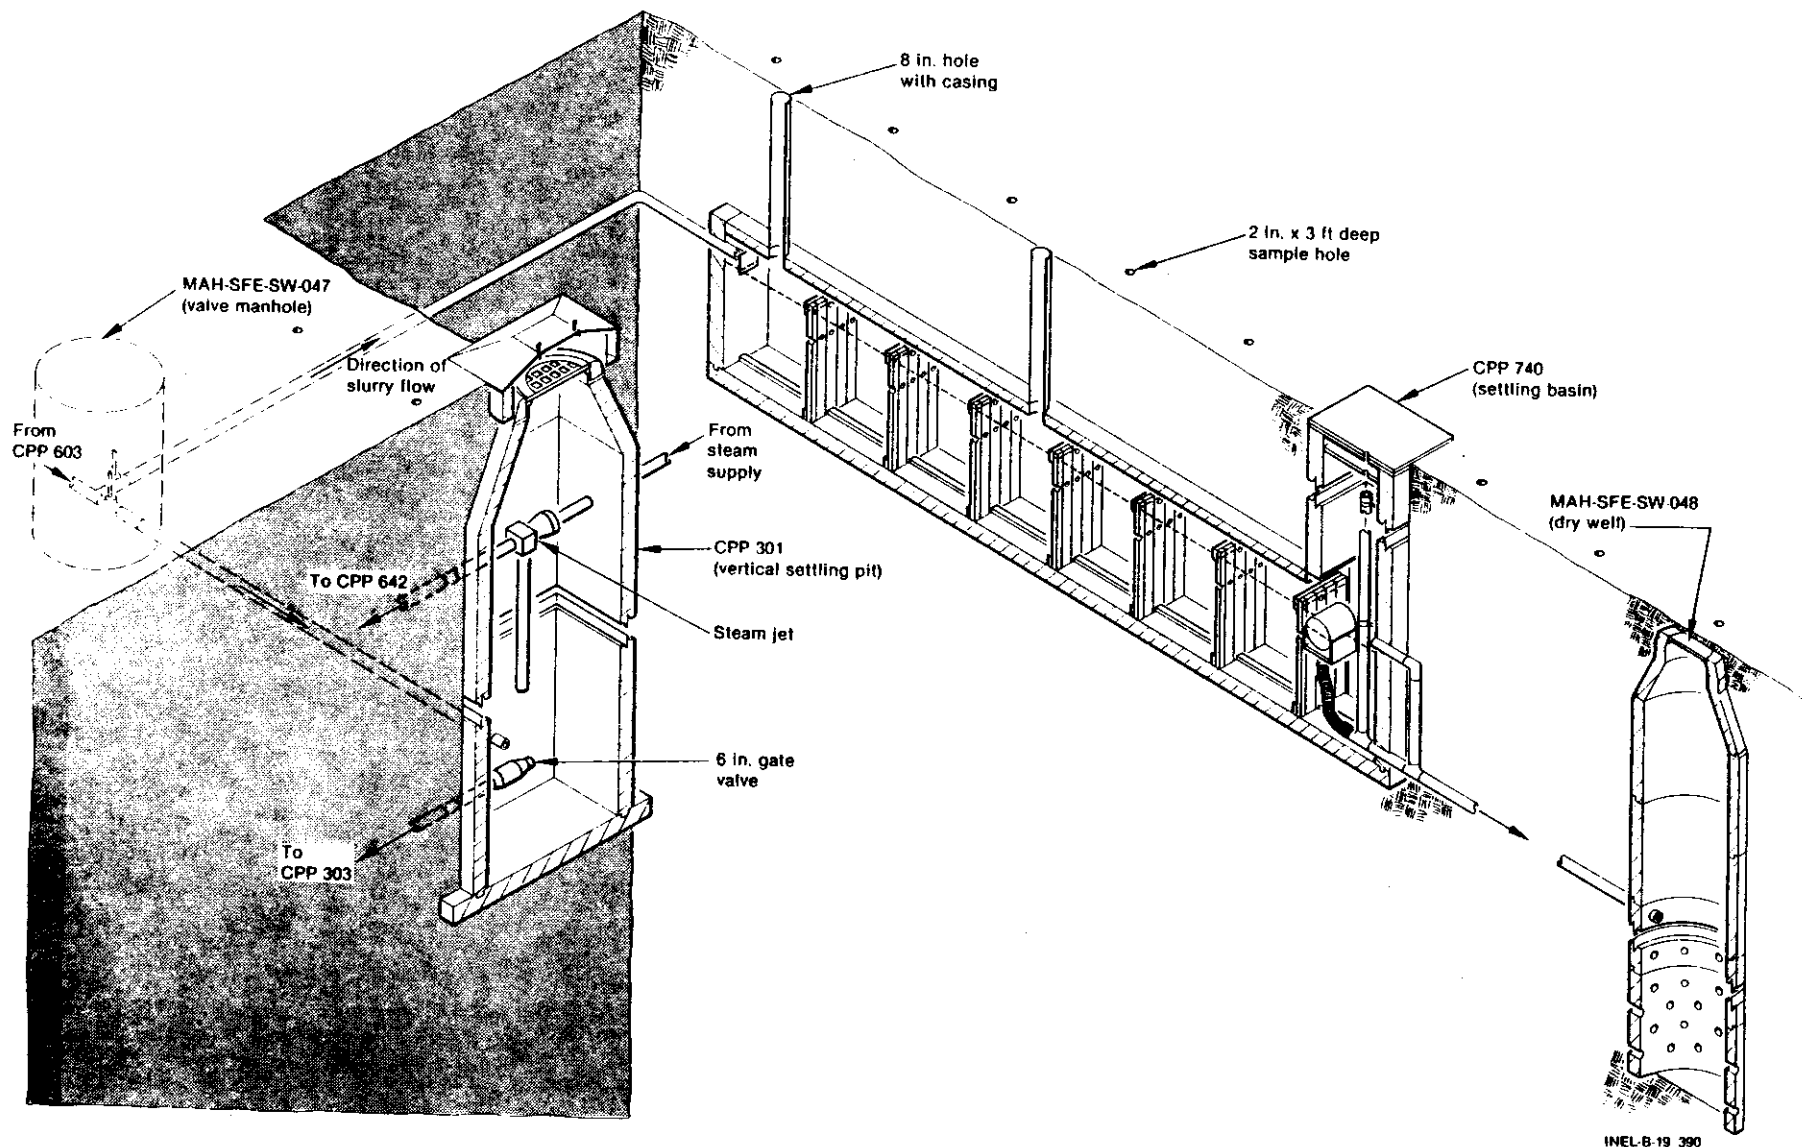 8 in. hole
with casing
2 in. x 3 ft deep
sample hole
MAH-SFE-SW-047
(valve manhole)
Direction of
slurry flow
From
CPP 603
CPP 740
(settling basin)
From
steam
supply
MAH-SFE-SW-048
(dry well)
CPP 301
(vertical settling pit)
To CPP 642
Steam jet
6 in. gate
valve
To
CPP 303
INEL-B-19 390